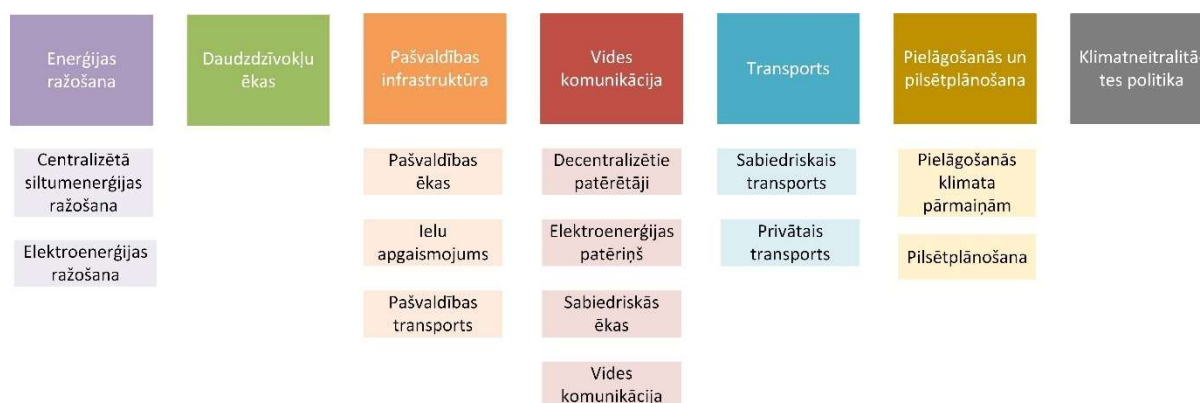 Enerģijas
ražošana
Daudzdzīvokļu
ēkas
Pašvaldības
infrastruktūra
Vides
komunikācija
Transports
Pielāgošanās un
pilsētplānošana
Klimatneitralitā-
tes politika
Centralizētā
siltumenerģijas
ražošana
Elektroenerģijas
ražošana
Pašvaldības
ēkas
Ielu
apgaismojums
Pašvaldības
transports
Decentralizētie
patērētāji
Elektroenerģijas
patēriņš
Sabiedriskās
ēkas
Vides
komunikācija
Sabiedriskais
transports
Privātais
transports
Pielāgošanās
klimata
pārmaiņām
Pilsētplānošana